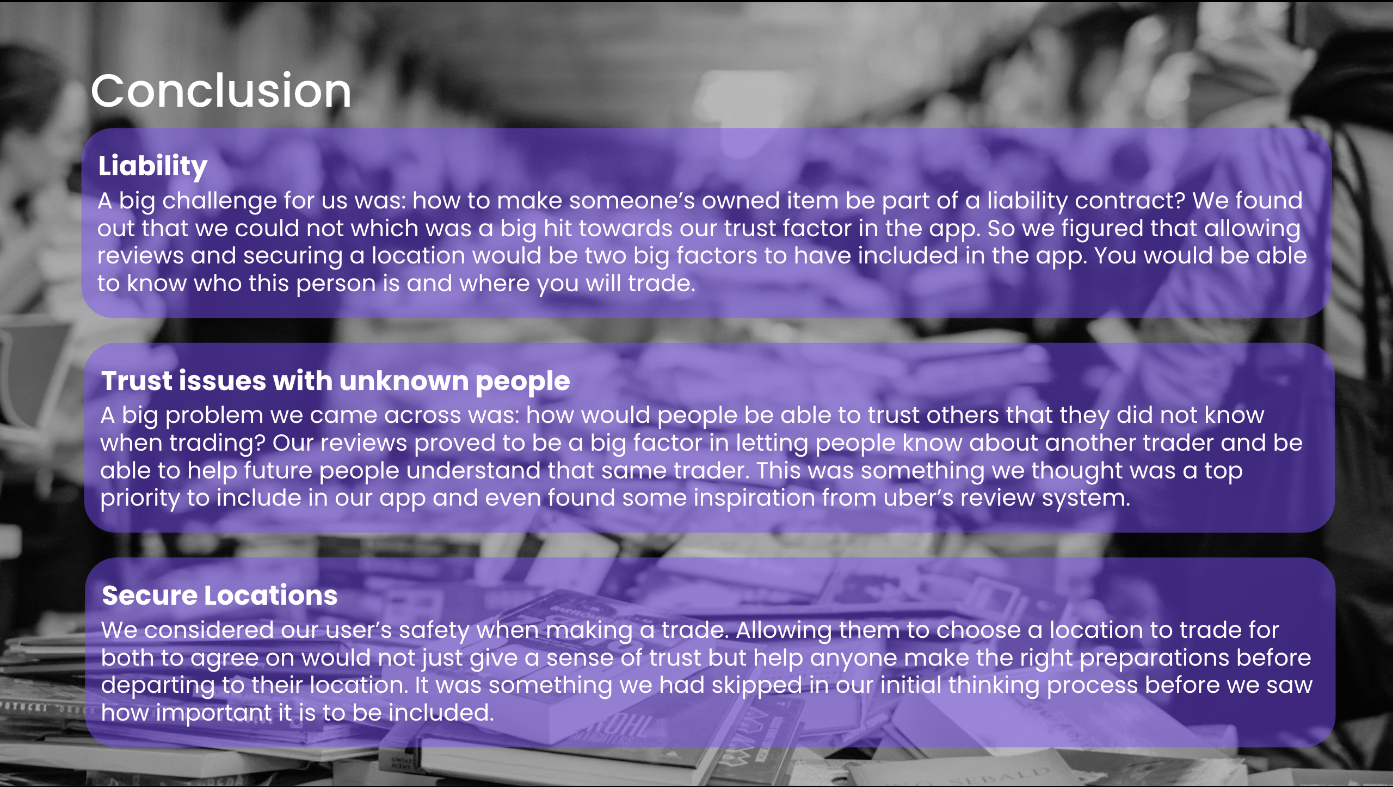 Conclusion
Liability
A big challenge for us was: how to make someone’s owned item be part of a liability contract? We found
out that we could not which was a big hit towards our trust factor in the app. So we figured that allowing
reviews and securing a location would be two big factors to have included in the app. You would be able
to know who this person is and where you will trade.
Trust issues with unknown people
A big problem we came across was: how would people be able to trust others that they did not know
when trading? Our reviews proved to be a big factor in letting people know about another trader and be
able to help future people understand that same trader. This was something we thought was a top
priority to include in our app and even found some inspiration from uber’s review system.
Secure Locations
We considered our user’s safety when making a trade. Allowing them to choose a location to trade for
both to agree on would not just give a sense of trust but help anyone make the right preparations before
departing to their location. It was something we had skipped in our initial thinking process before we saw
how important it is to be included.
SEBALD